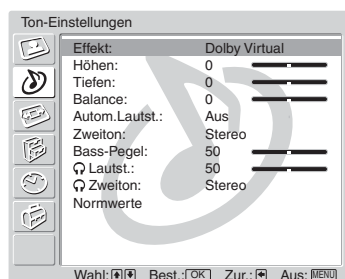 Ton-Einstellungen
Effekt: Dolby Virtual
Höhen: 0
Tiefen: 0
Balance: 0
Autom.Lautst.: Aus
Zweiton: Stereo
Bass-Pegel: 50
Lautst.: 50
Zweiton: Stereo
Normwerte
Wahl: Best.: OK Zur.: Aus: MENU